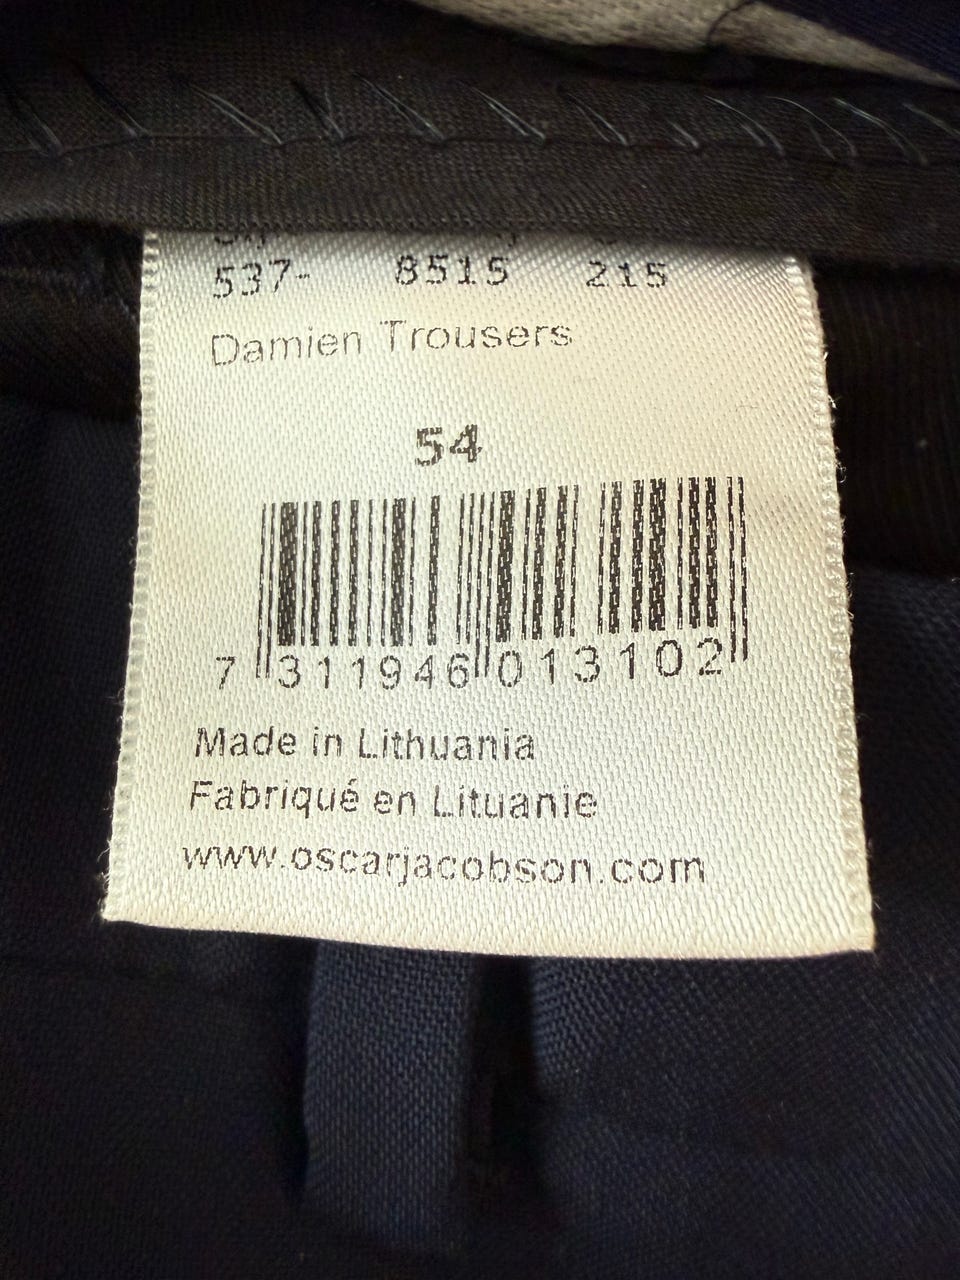 537- 8515 215
Damien Trousers
54
7 311946 013102
Made in Lithuania
Fabriqué en Lituanie
www.oscarjacobson.com